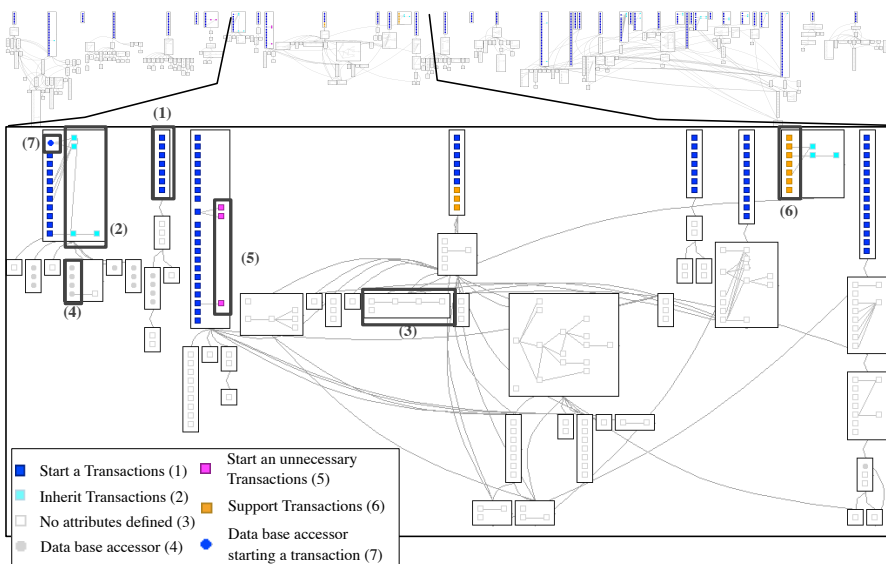 (1)
(7)
(2)
(6)
(5)
(4)
(3)
Start a Transactions (1)
Inherit Transactions (2)
No attributes defined (3)
Data base accessor (4)
Start an unnecessary
Transactions (5)
Support Transactions (6)
Data base accessor
starting a transaction (7)